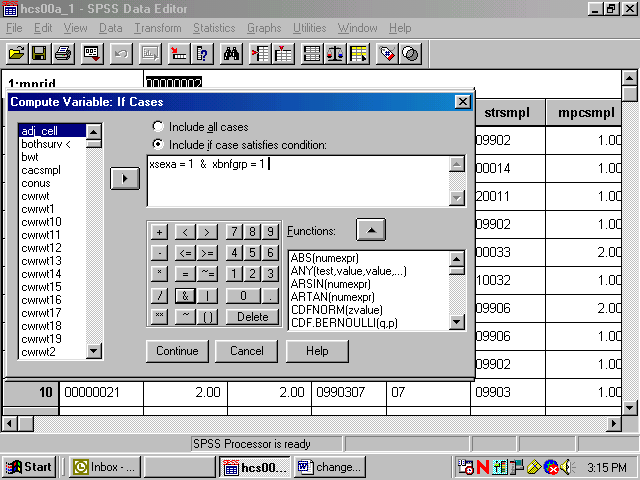 hcs00a_1 - SPSS Data Editor
File Edit View Data Transform Statistics Graphs Utilities Window Help
1:mprid 00000002
Compute Variable: If Cases
strsmpl mpcsmpl
adj_cell
bothsurv <
bwt
cacsmpl
conus
cwrwt
cwrwt1
cwrwt10
cwrwt11
cwrwt12
cwrwt13
cwrwt14
cwrwt15
cwrwt16
cwrwt17
cwrwt18
cwrwt19
cwrwt2
Include all cases
Include if case satisfies condition:
xsexa = 1 & xbnfgrp = 1
+ < > 7 8 9
- <= >= 4 5 6
* = ~= 1 2 3
/ & | 0 .
** ~ ( ) Delete
Functions:
ABS(numexpr)
ANY(test,value,value,...)
ARSIN(numexpr)
ARTAN(numexpr)
CDFNORM(zvalue)
CDF.BERNOULLI(q,p)
Continue Cancel Help
09902 1.00
00014 1.00
20011 1.00
00033 2.00
10032 1.00
09906 2.00
09906 1.00
09902 1.00
10 00000021 2.00 2.00 0990307 07 09903 1.00
SPSS Processor is ready
Start Inbox - ... hcs00... change... 3:15 PM